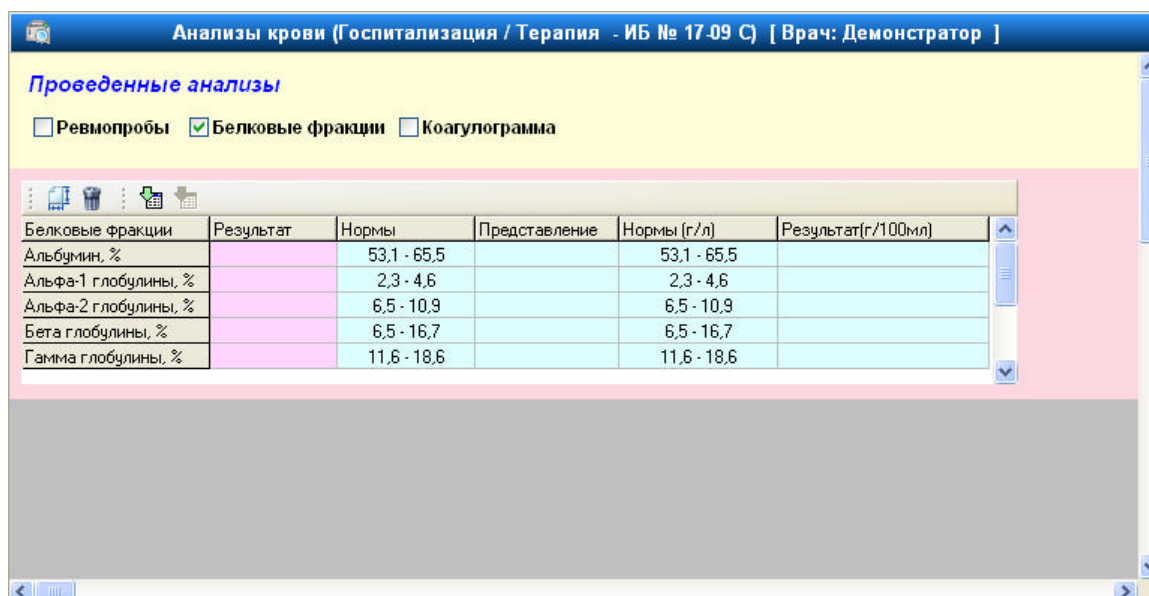 Анализы крови (Госпитализация / Терапия - ИБ № 17-09 С) [ Врач: Демонстратор ]
Проведенные анализы
Ревмопробы Белковые фракции Коагулограмма
Белковые фракции Результат Нормы Представление Нормы (г/л) Результат(г/100мл)
Альбумин, % 53,1 - 65,5 53,1 - 65,5
Альфа-1 глобулины, % 2,3 - 4,6 2,3 - 4,6
Альфа-2 глобулины, % 6,5 - 10,9 6,5 - 10,9
Бета глобулины, % 6,5 - 16,7 6,5 - 16,7
Гамма глобулины, % 11,6 - 18,6 11,6 - 18,6